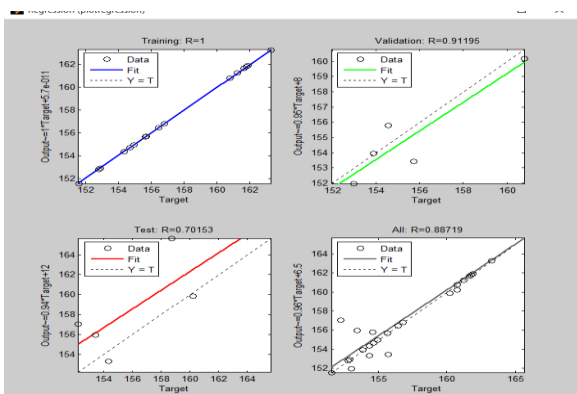 Regression (plotregression)
Training: R=1
Output~=1*Target+5.7e-011
162
160
158
156
154
152
Data
Fit
Y = T
152 154 156 158 160 162
Target
Validation: R=0.91195
Output~=0.95*Target+8
160
159
158
157
156
155
154
153
152
Data
Fit
Y = T
152 154 156 158 160
Target
Test: R=0.70153
Output~=0.94*Target+12
164
162
160
158
156
154
Data
Fit
Y = T
154 156 158 160 162 164
Target
All: R=0.88719
Output~=0.96*Target+6.5
164
162
160
158
156
154
152
Data
Fit
Y = T
155 160 165
Target